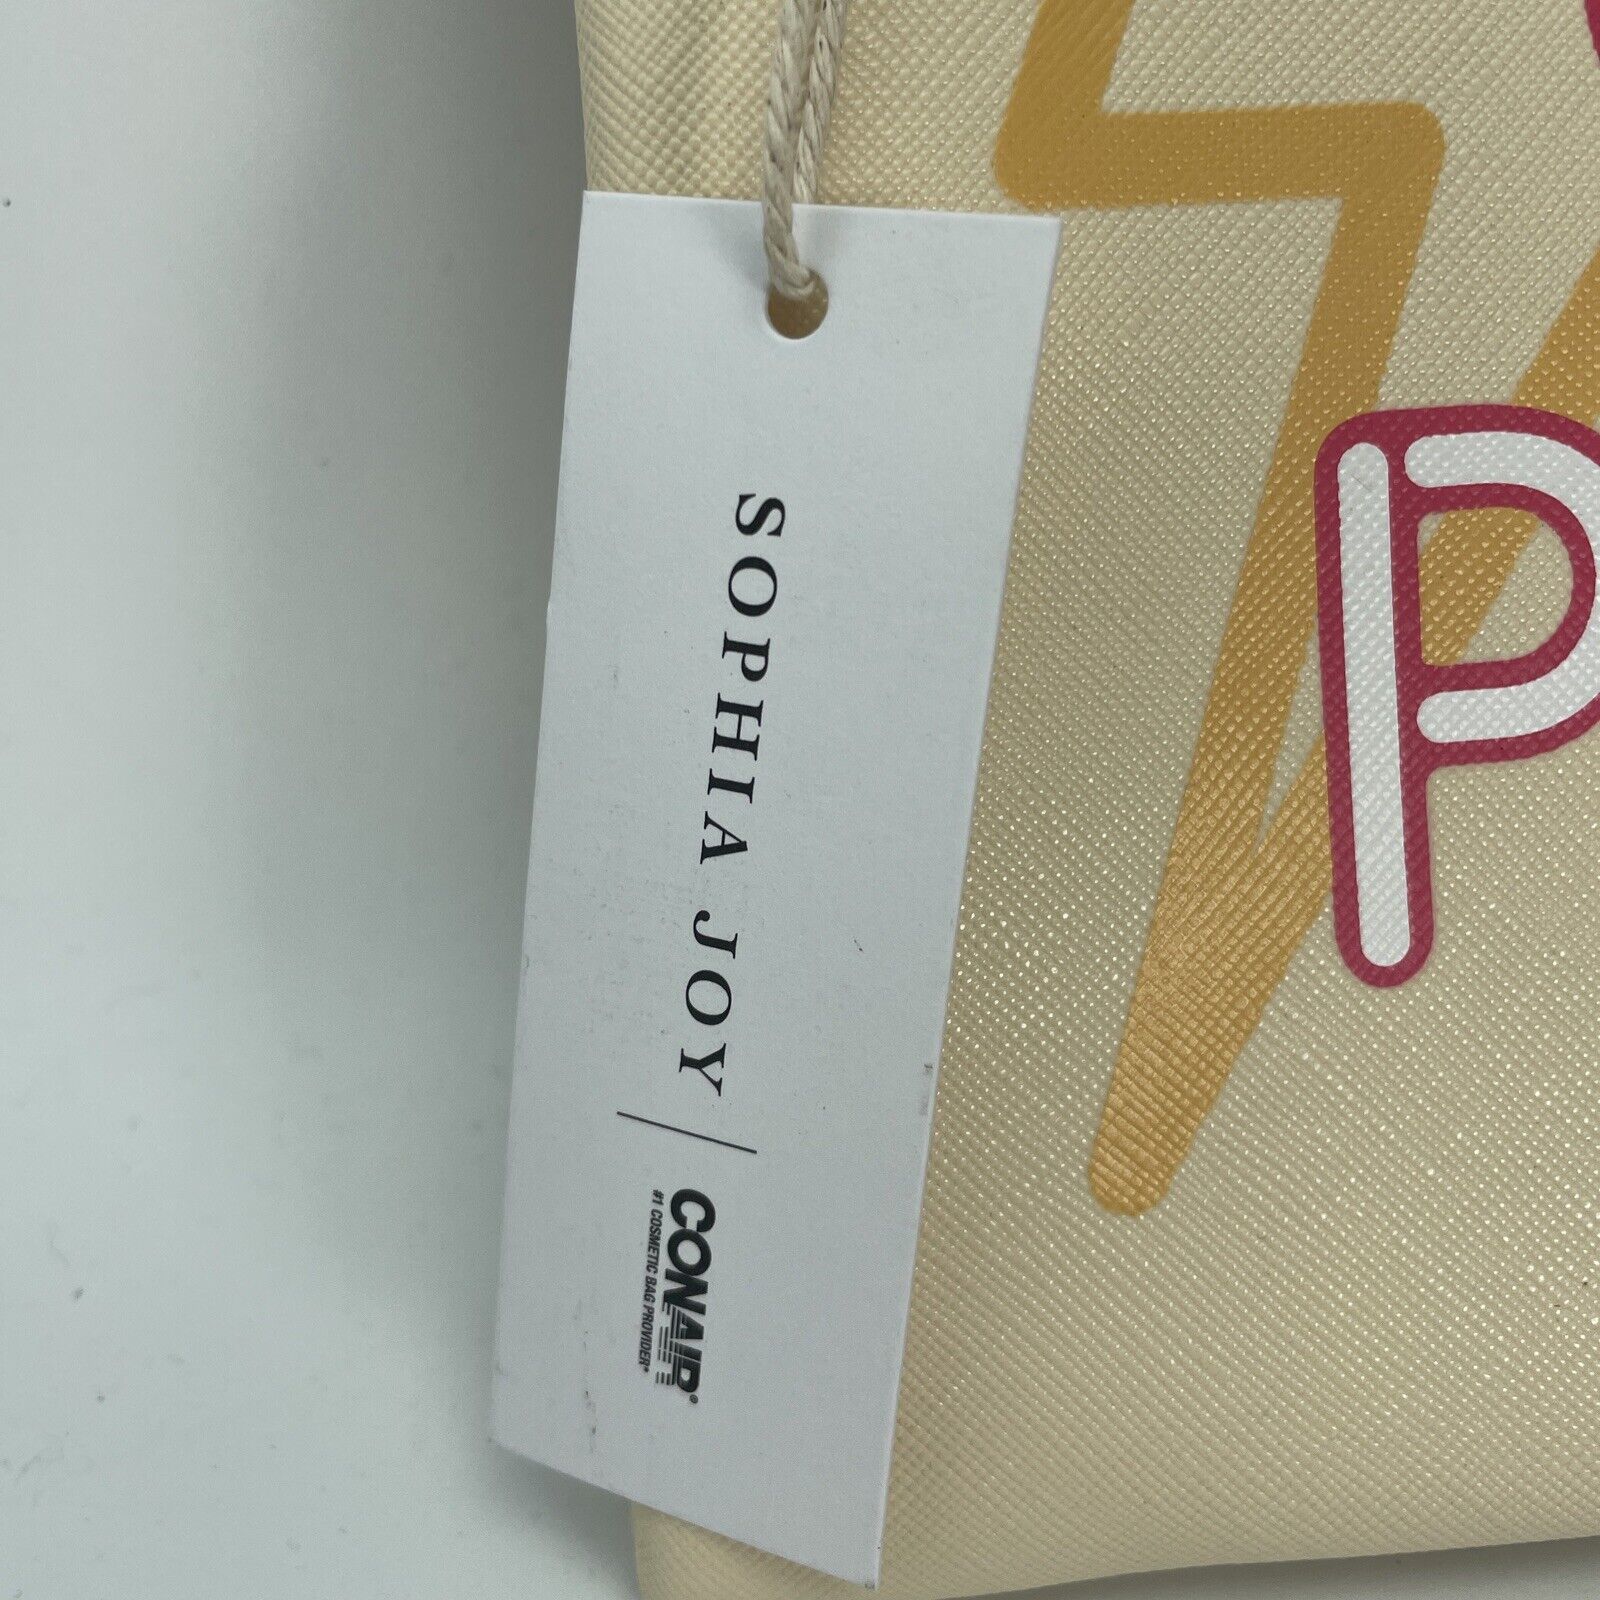 SOPHIA JOY
CONAIR®
#1 COSMETIC BAG PROVIDER*
P